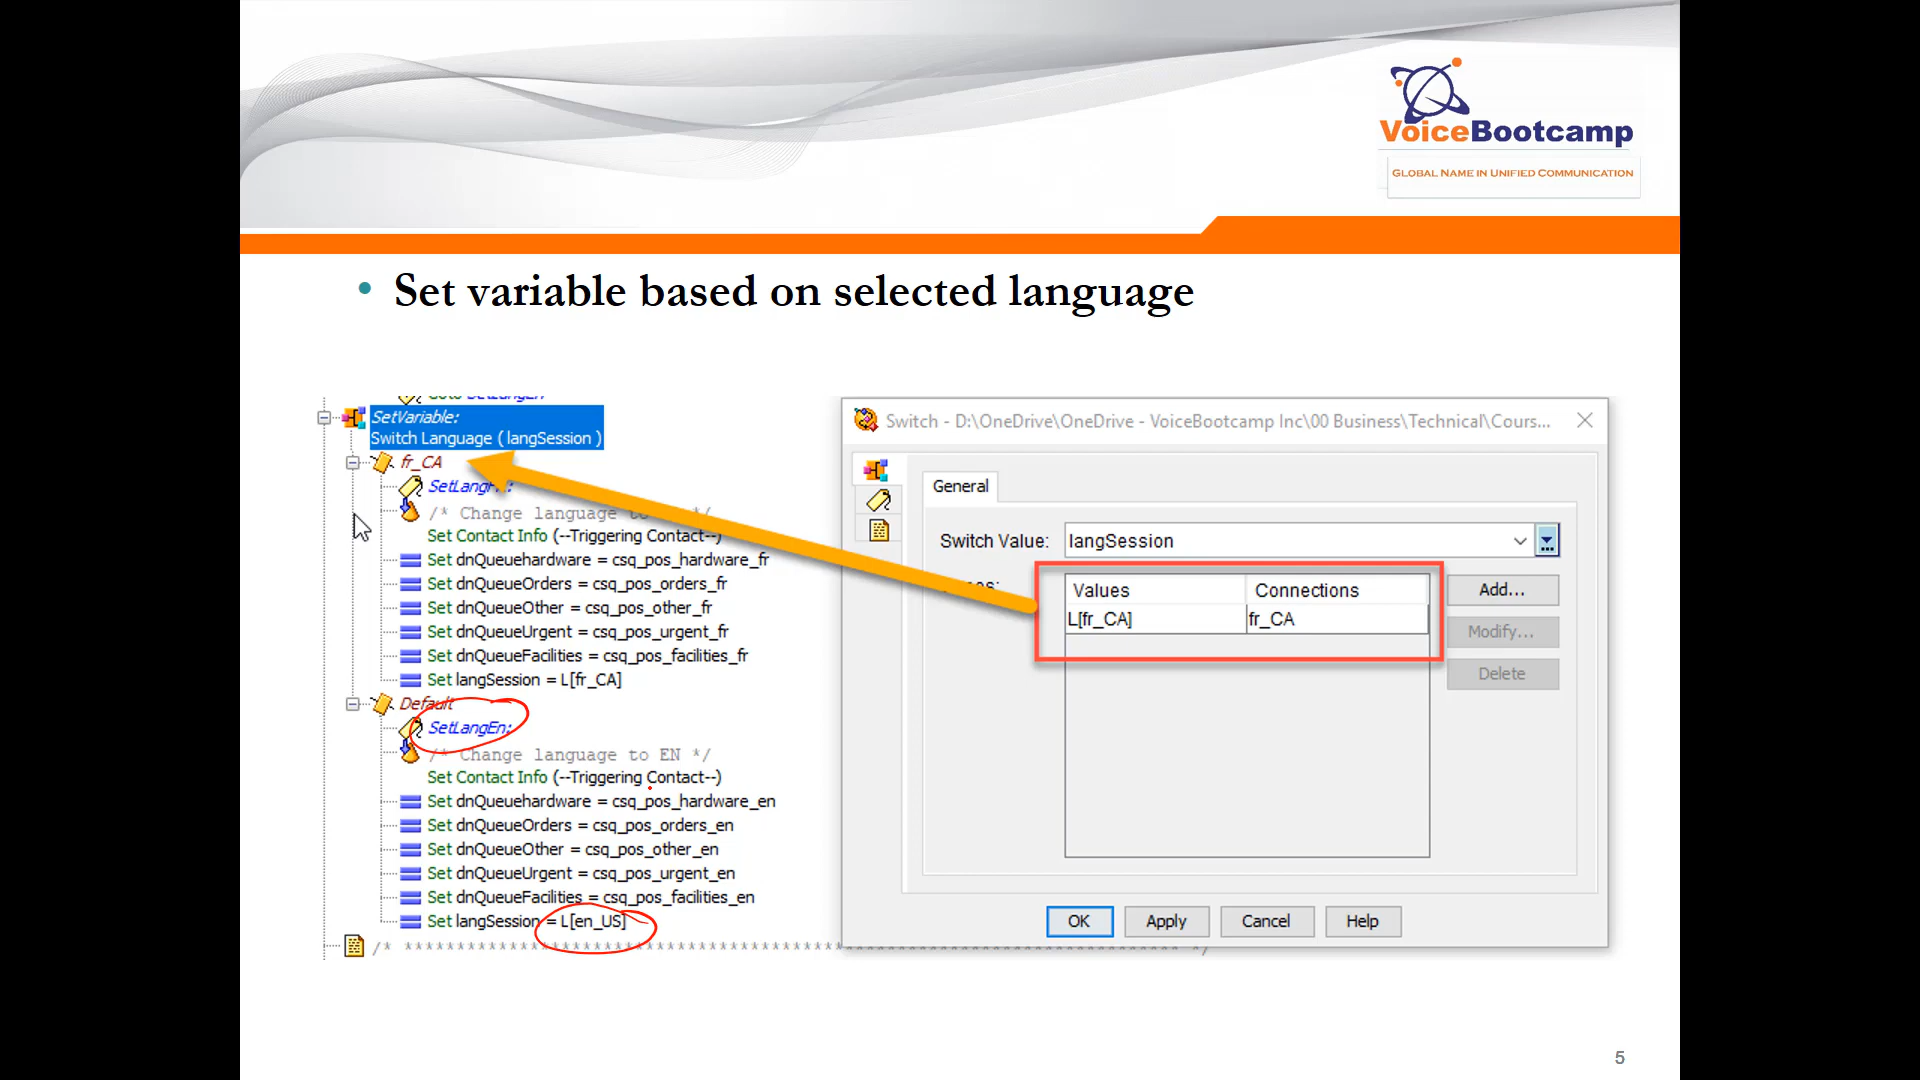 VoiceBootcamp
GLOBAL NAME IN UNIFIED COMMUNICATION
• Set variable based on selected language
SetVariable:
Switch Language ( langSession )
fr_CA
/* Change language to
Set Contact Info (--Triggering Contact--)
Set dnQueuehardware = csq_pos_hardware_fr
Set dnQueueOrders = csq_pos_orders_fr
Set dnQueueOther = csq_pos_other_fr
Set dnQueueUrgent = csq_pos_urgent_fr
Set dnQueueFacilities = csq_pos_facilities_fr
Set langSession = L[fr_CA]
Default
SetLangEn:
/* Change language to EN */
Set Contact Info (--Triggering Contact--)
Set dnQueuehardware = csq_pos_hardware_en
Set dnQueueOrders = csq_pos_orders_en
Set dnQueueOther = csq_pos_other_en
Set dnQueueUrgent = csq_pos_urgent_en
Set dnQueueFacilities = csq_pos_facilities_en
Set langSession = L[en_US]
Switch - D:\OneDrive\OneDrive - VoiceBootcamp Inc\00 Business\Technical\Cours...
General
Switch Value: langSession
Values Connections
L[fr_CA] fr_CA
Add...
Modify...
Delete
OK Apply Cancel Help
5